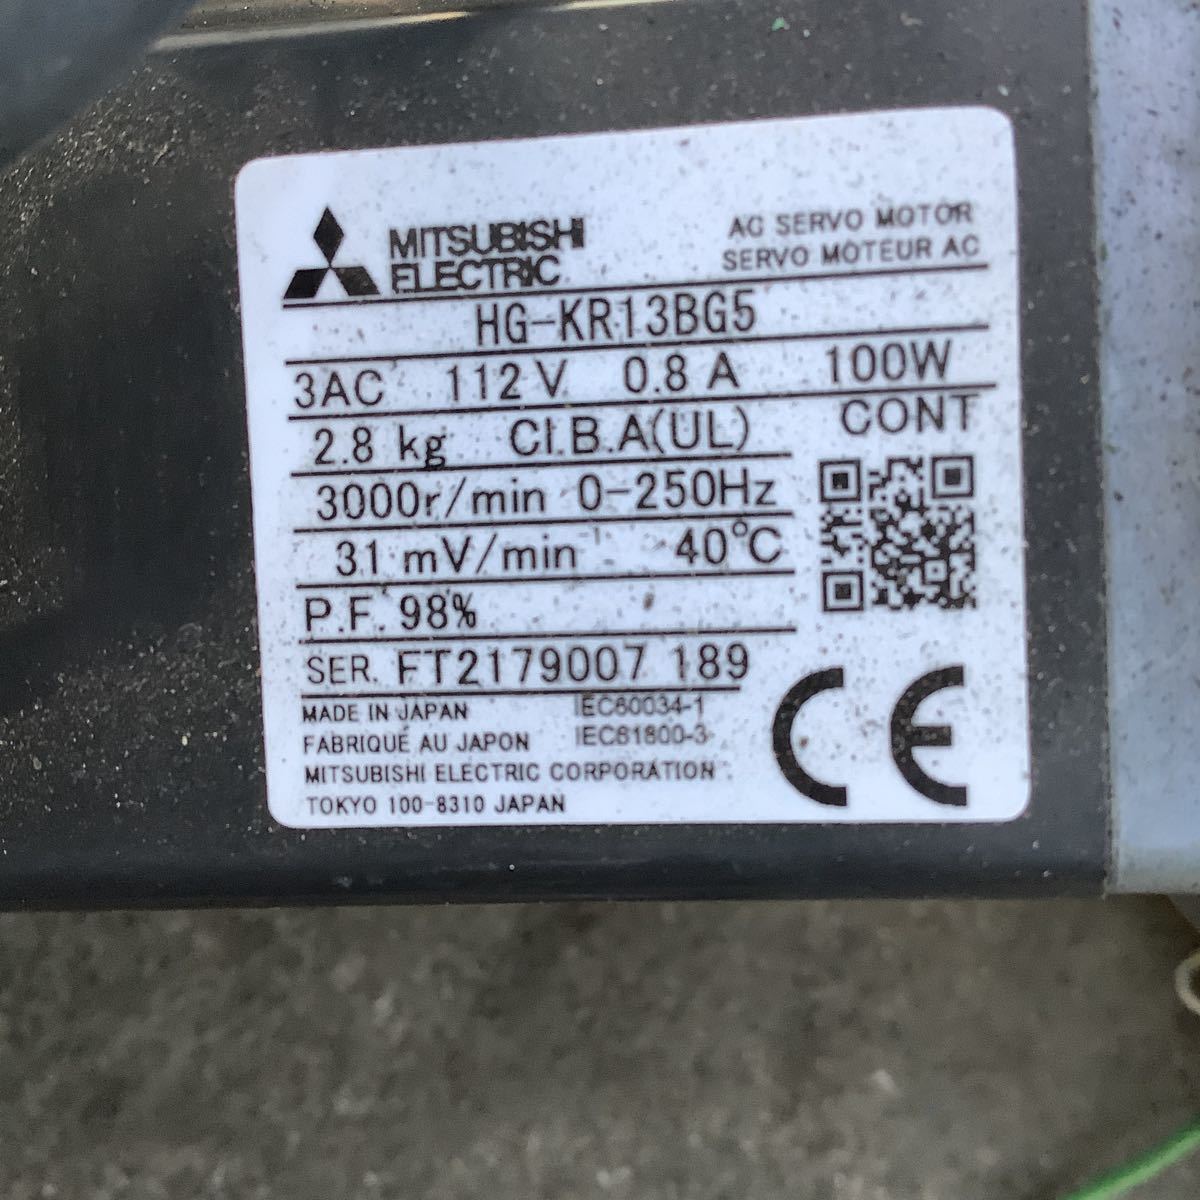 MITSUBISHI
ELECTRIC
AC SERVO MOTOR
SERVO MOTEUR AC
HG-KR13BG5
3AC 112V 0.8A 100W
2.8kg CI.B.A(UL) CONT
3000r/min 0-250Hz
31 mV/min⁻¹ 40℃
P.F. 98%
SER. FT2179007 189
MADE IN JAPAN IEC60034-1
FABRIQUÉ AU JAPON IEC61800-3
MITSUBISHI ELECTRIC CORPORATION
TOKYO 100-8310 JAPAN
CE